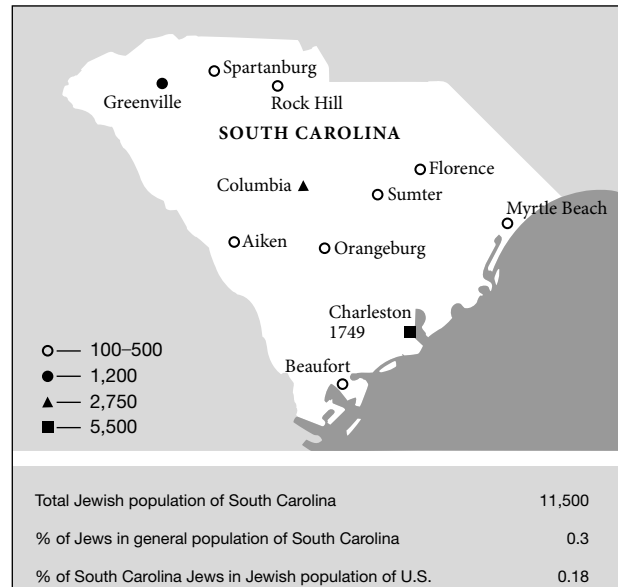 Spartanburg
Greenville
Rock Hill
SOUTH CAROLINA
Florence
Columbia
Sumter
Myrtle Beach
Aiken
Orangeburg
Charleston
1749
Beaufort
100–500
1,200
2,750
5,500
Total Jewish population of South Carolina 11,500
% of Jews in general population of South Carolina 0.3
% of South Carolina Jews in Jewish population of U.S. 0.18